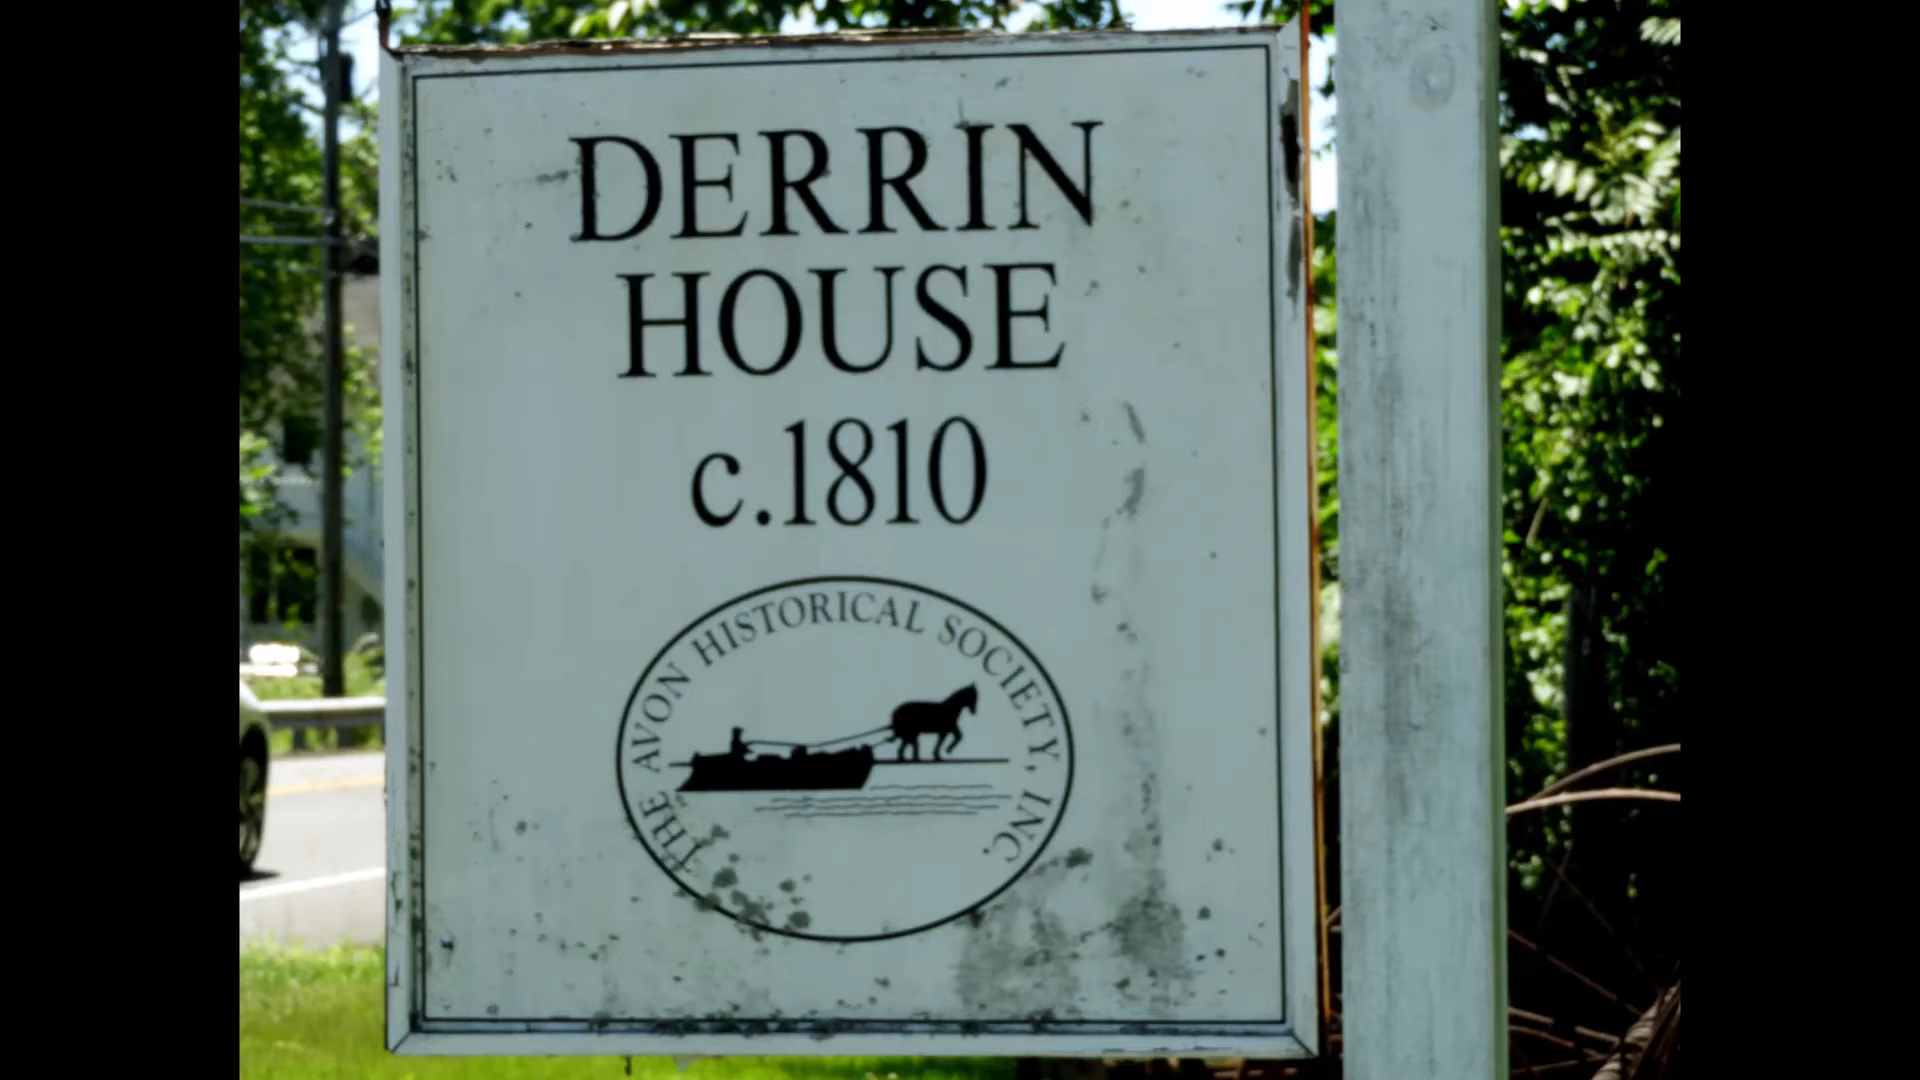 DERRIN
HOUSE
c.1810
THE AVON HISTORICAL SOCIETY, INC.